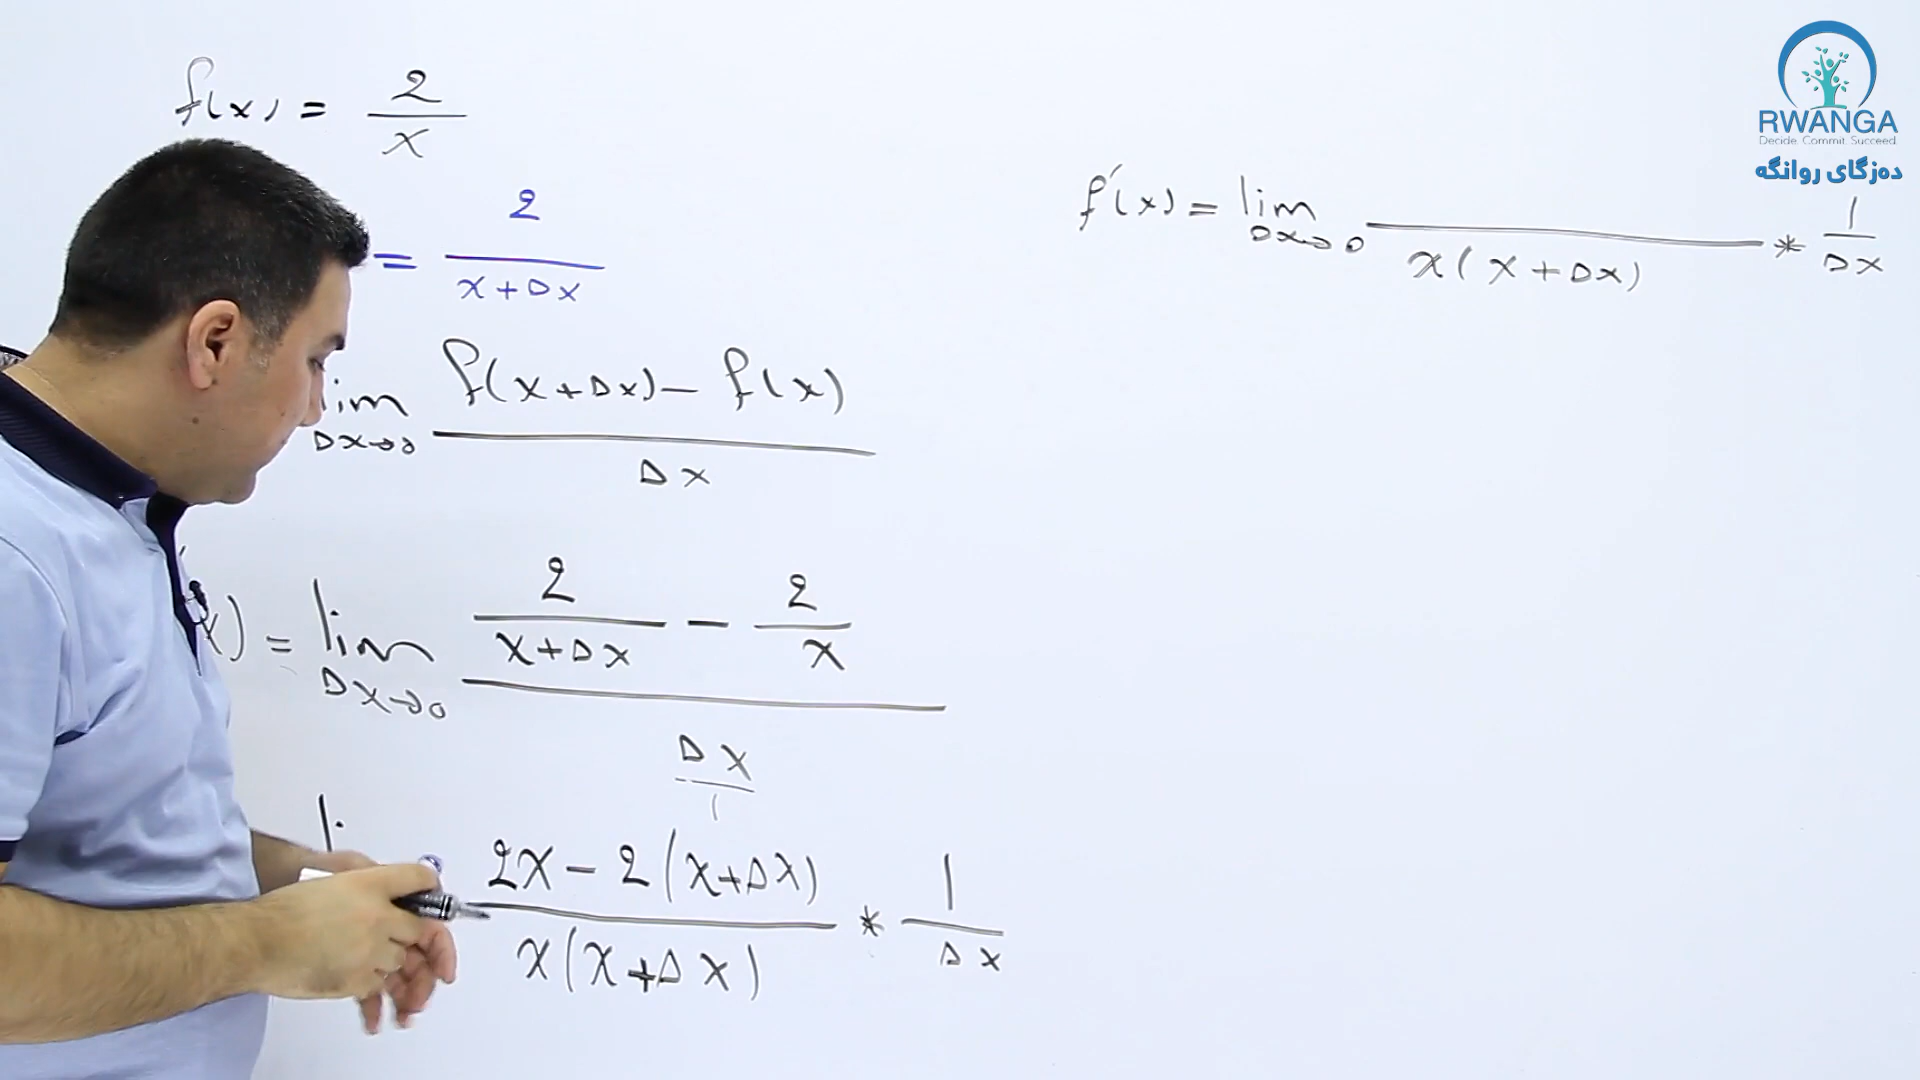 f(x) = 2/x
= 2/(x+Δx)
lim Δx→0 (f(x+Δx) - f(x))/Δx
x) = lim Δx→0 (2/(x+Δx) - 2/x)/(Δx/1)
(2x - 2(x+Δx))/(x(x+Δx)) * 1/Δx
RWANGA
Decide. Commit. Succeed.
دەزگای روانگە
f'(x) = lim Δx→0 /(x(x+Δx)) * 1/Δx